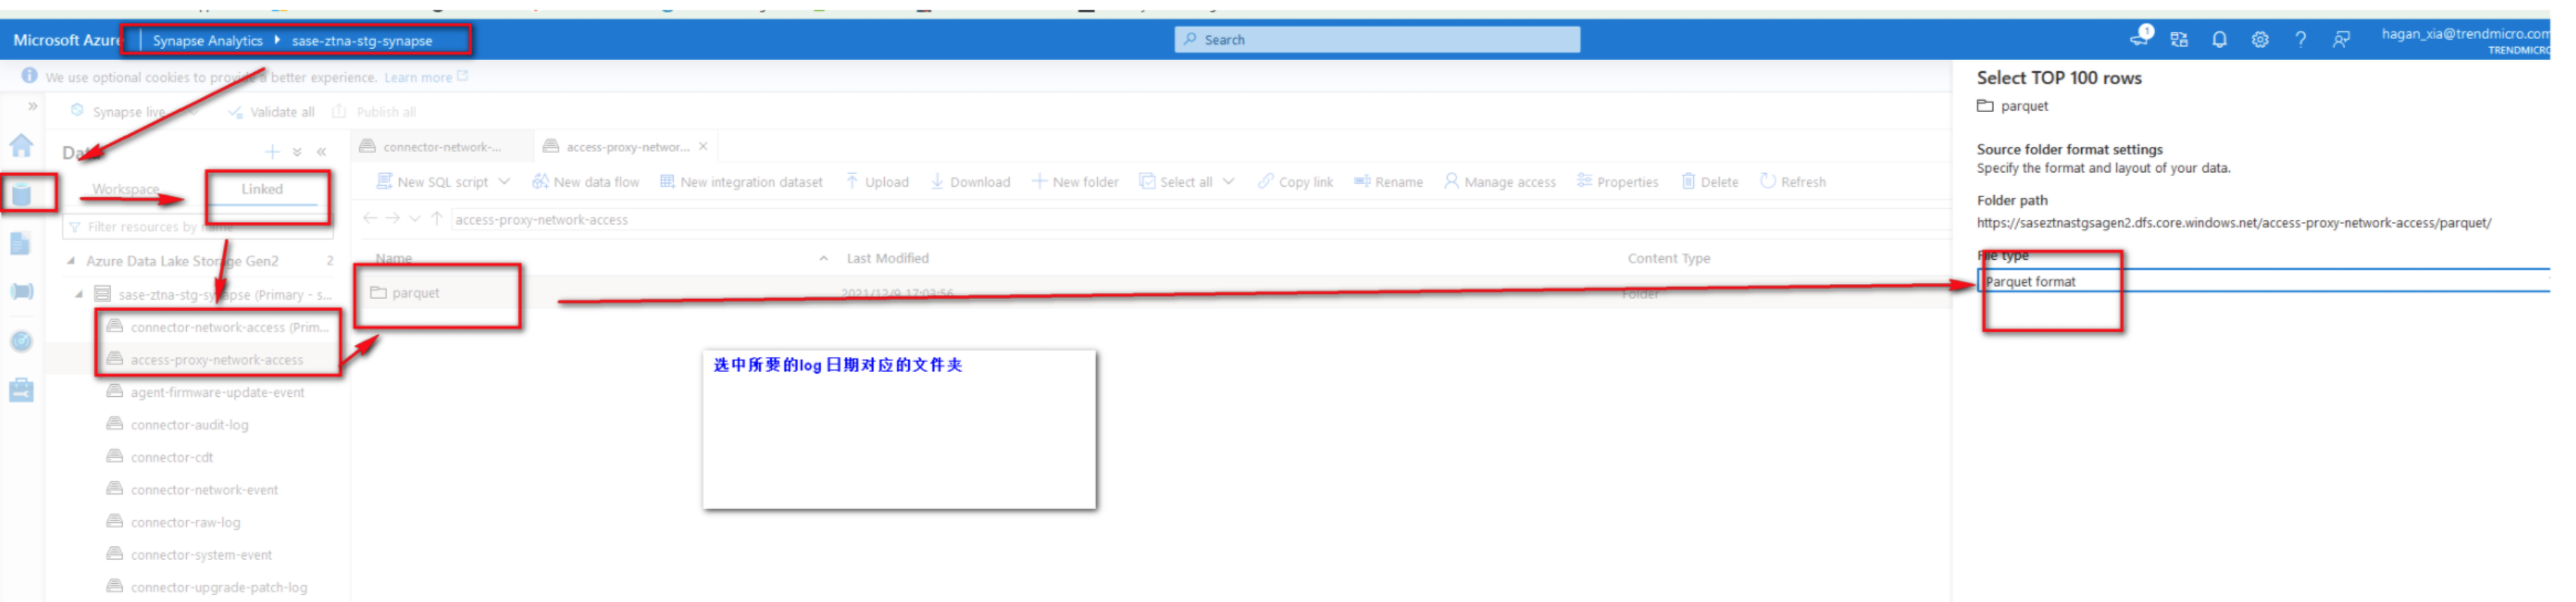 Microsoft Azure
Synapse Analytics
sase-ztna-stg-synapse
Search
1
hagan_xia@trendmicro.com
TRENDMICRO
We use optional cookies to provide a better experience. Learn more
Synapse live
Validate all
Publish all
Data
Workspace
Linked
Filter resources by name
Azure Data Lake Storage Gen2 2
sase-ztna-stg-synapse (Primary - s...
connector-network-access (Prim...
access-proxy-network-access
agent-firmware-update-event
connector-audit-log
connector-cdt
connector-network-event
connector-raw-log
connector-system-event
connector-upgrade-patch-log
connector-network-...
access-proxy-networ...
New SQL script
New data flow
New integration dataset
Upload
Download
New folder
Select all
Copy link
Rename
Manage access
Properties
Delete
Refresh
access-proxy-network-access
Name
Last Modified
Content Type
parquet
2021/12/9 17:03:56
Folder
选中所要的log 日期对应的文件夹
Select TOP 100 rows
parquet
Source folder format settings
Specify the format and layout of your data.
Folder path
https://saseztnastgsagen2.dfs.core.windows.net/access-proxy-network-access/parquet/
File type
Parquet format